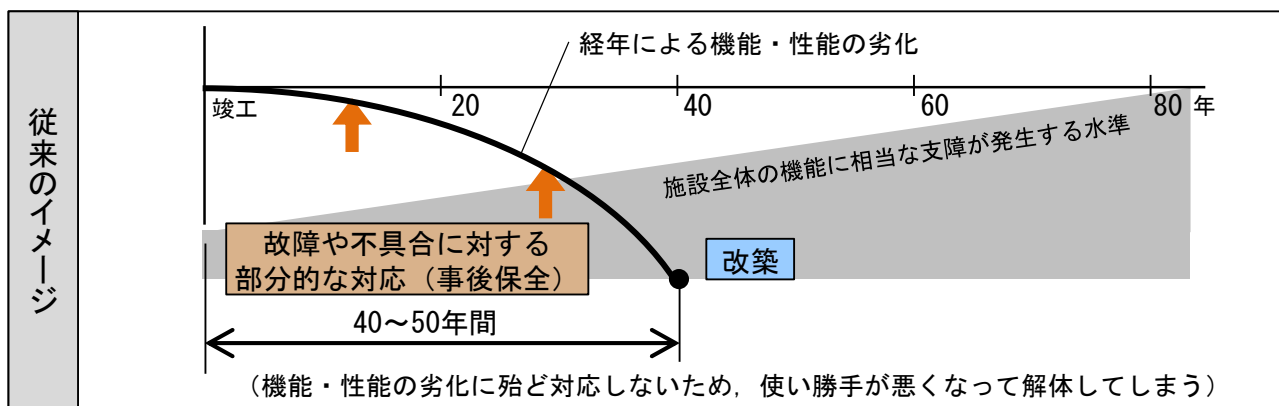 従来のイメージ
経年による機能・性能の劣化
竣工
20
40
60
80 年
施設全体の機能に相当な支障が発生する水準
故障や不具合に対する
部分的な対応（事後保全）
改築
40～50年間
（機能・性能の劣化に殆ど対応しないため，使い勝手が悪くなって解体してしまう）